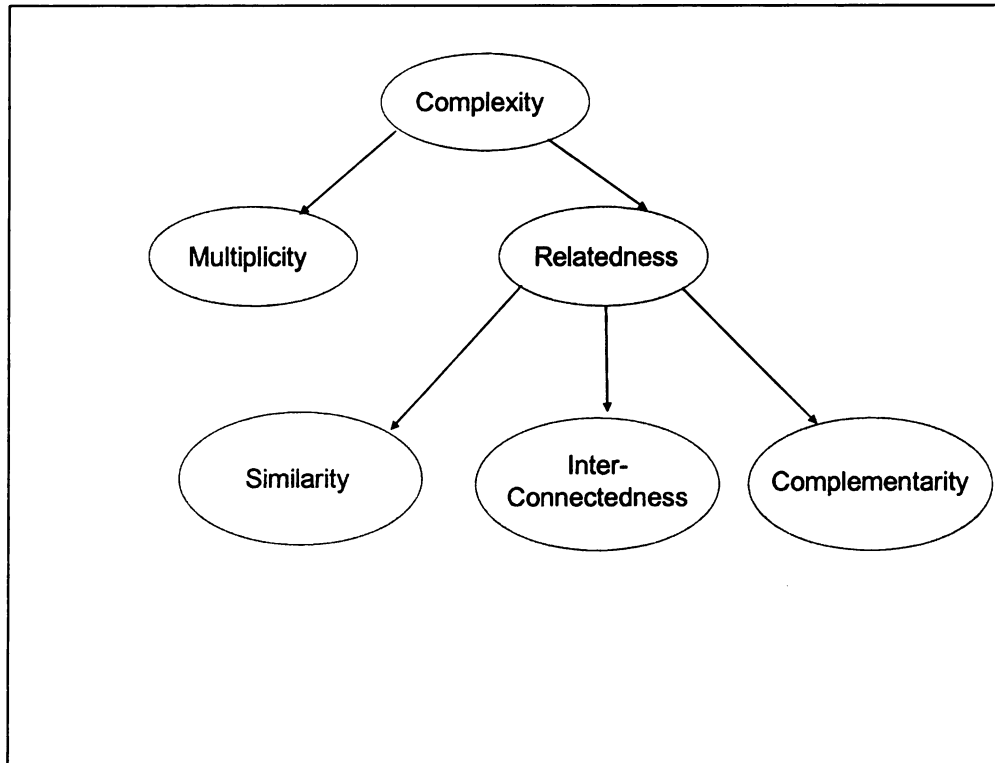 Complexity
Multiplicity
Relatedness
Similarity
Inter-
Connectedness
Complementarity